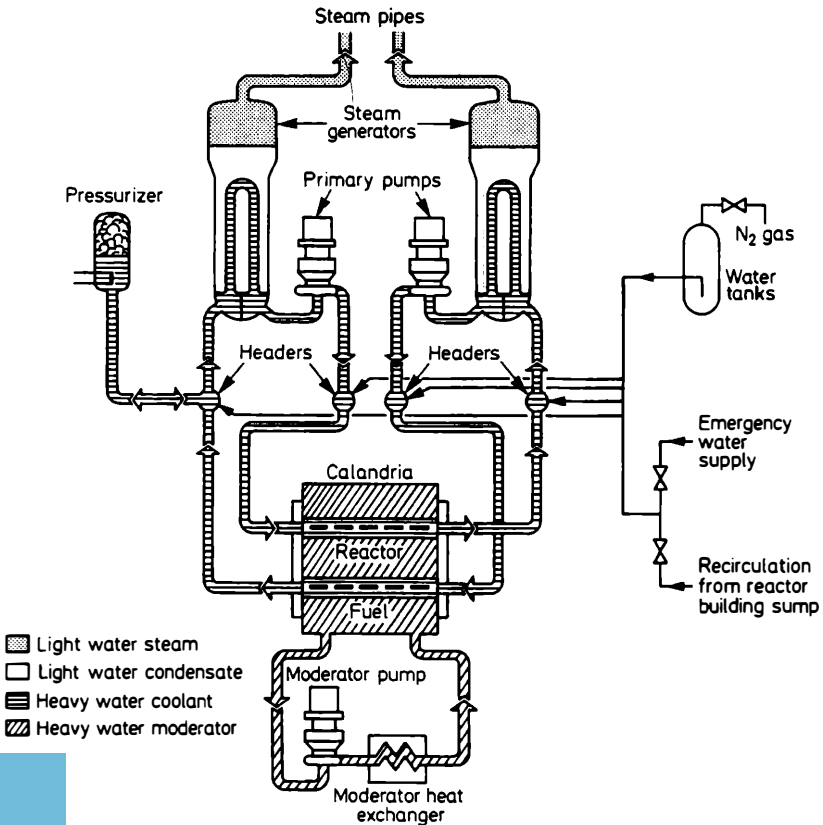 Steam pipes
Steam
generators
Pressurizer
Primary pumps
N₂ gas
Water
tanks
Headers
Headers
Emergency
water
supply
Calandria
Reactor
Fuel
Recirculation
from reactor
building sump
Light water steam
Light water condensate
Heavy water coolant
Heavy water moderator
Moderator pump
Moderator heat
exchanger